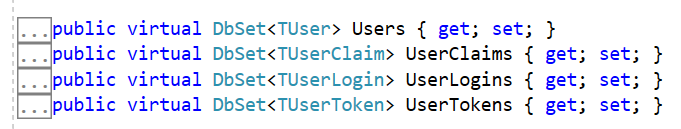 ...public virtual DbSet<TUser> Users { get; set; }
...public virtual DbSet<TUserClaim> UserClaims { get; set; }
...public virtual DbSet<TUserLogin> UserLogins { get; set; }
...public virtual DbSet<TUserToken> UserTokens { get; set; }